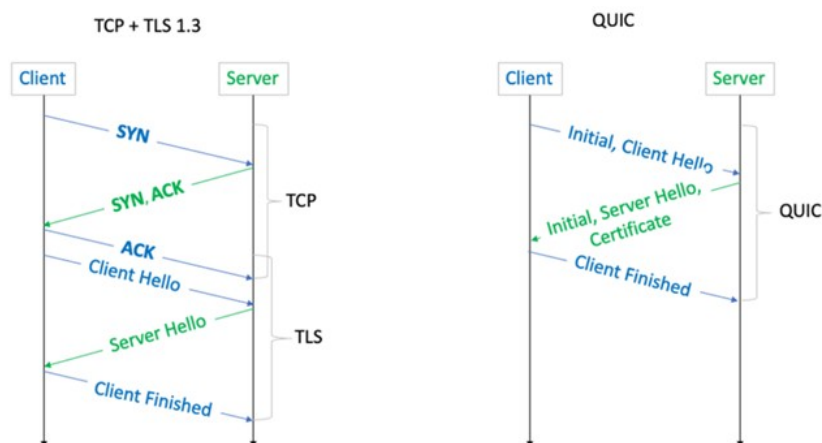 TCP + TLS 1.3
Client
Server
SYN
SYN, ACK
TCP
ACK
Client Hello
Server Hello
TLS
Client Finished
QUIC
Client
Server
Initial, Client Hello
Initial, Server Hello,
Certificate
QUIC
Client Finished